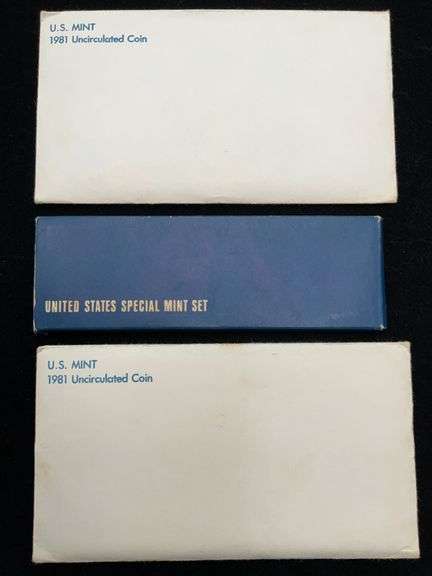 U.S. MINT
1981 Uncirculated Coin
UNITED STATES SPECIAL MINT SET
U.S. MINT
1981 Uncirculated Coin